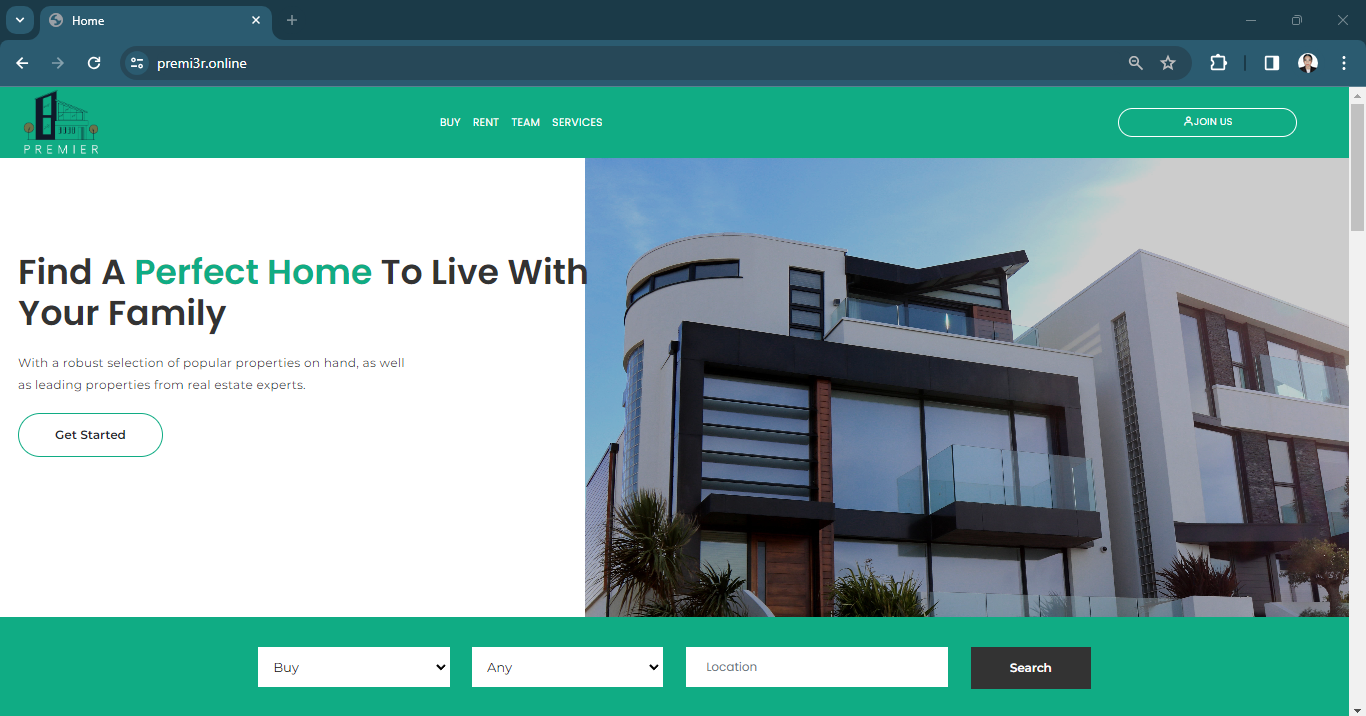 Home
premi3r.online
PREMIER
BUY RENT TEAM SERVICES
JOIN US
Find A Perfect Home To Live With
Your Family
With a robust selection of popular properties on hand, as well
as leading properties from real estate experts.
Get Started
Buy Any Location Search